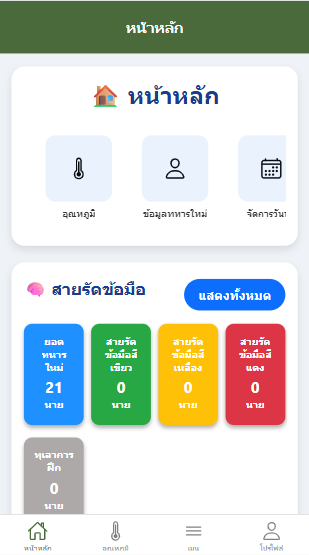 หน้าหลัก
หน้าหลัก
อุณหภูมิ
ข้อมูลทหารใหม่
จัดการวันห
สายรัดข้อมือ
แสดงทั้งหมด
ยอด
ทหาร
ใหม่
21
นาย
สายรัด
ข้อมือสี
เขียว
0
นาย
สายรัด
ข้อมือสี
เหลือง
0
นาย
สายรัด
ข้อมือสี
แดง
0
นาย
ทุเลาการ
ฝึก
0
นาย
หน้าหลัก
อุณหภูมิ
เมนู
โปรไฟล์